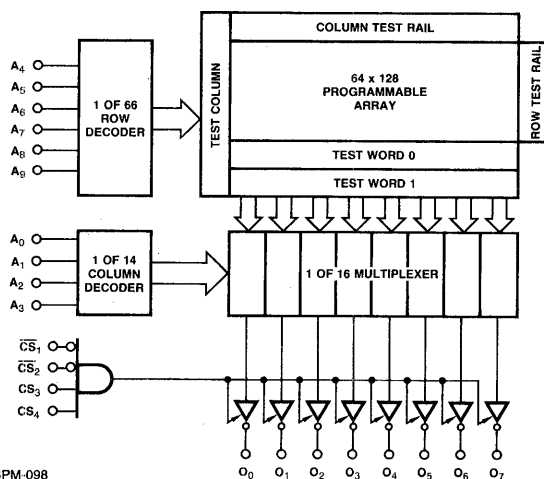 COLUMN TEST RAIL
TEST COLUMN
64 x 128
PROGRAMMABLE
ARRAY
ROW TEST RAIL
TEST WORD 0
TEST WORD 1
A4
A5
A6
A7
A8
A9
1 OF 66
ROW
DECODER
A0
A1
A2
A3
1 OF 14
COLUMN
DECODER
1 OF 16 MULTIPLEXER
C̅S̅1
C̅S̅2
CS3
CS4
O0 O1 O2 O3 O4 O5 O6 O7
PM-098